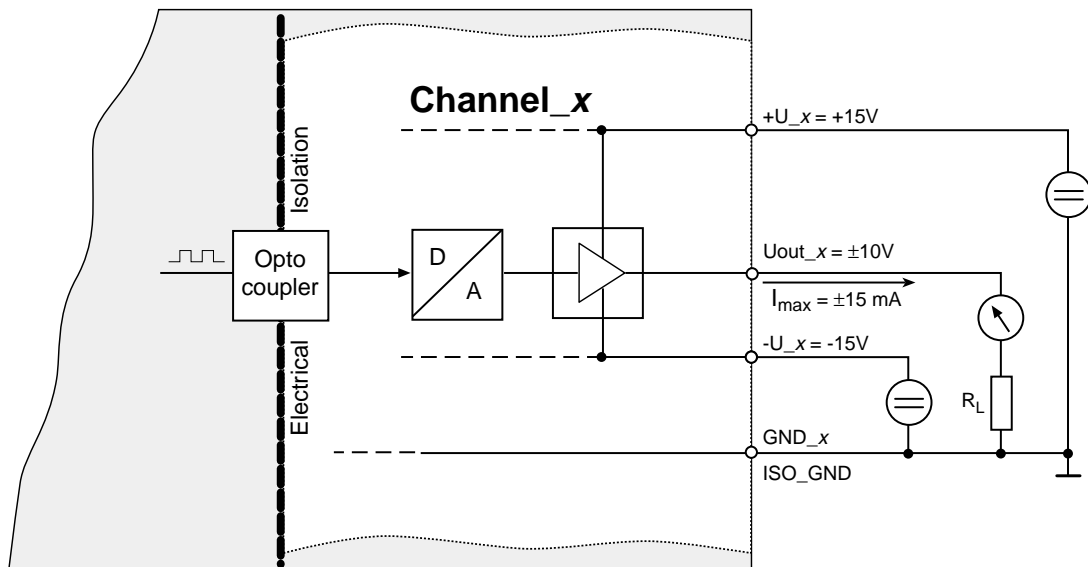 Channel_x
+U_x = +15V
Isolation
Opto
coupler
D
A
Uout_x = ±10V
Imax = ±15 mA
-U_x = -15V
Electrical
RL
GND_x
ISO_GND